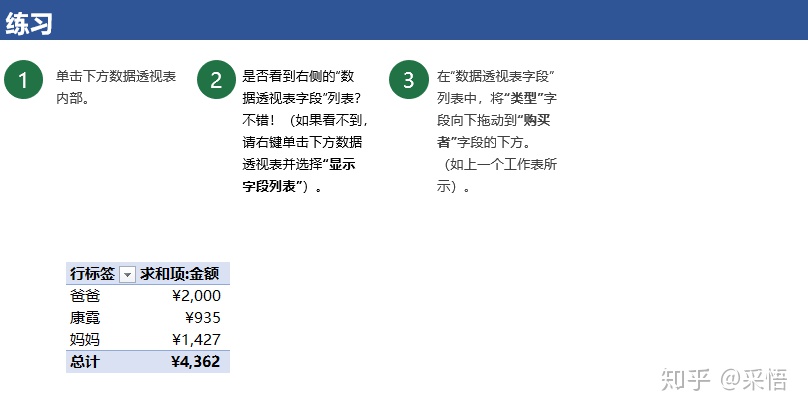 练习
1
单击下方数据透视表
内部。
2
是否看到右侧的“数
据透视表字段”列表？
不错！（如果看不到，
请右键单击下方数据
透视表并选择“显示
字段列表”）。
3
在“数据透视表字段”
列表中，将“类型”字
段向下拖动到“购买
者”字段的下方。
（如上一个工作表所
示）。
行标签 求和项:金额
爸爸 ¥2,000
康霓 ¥935
妈妈 ¥1,427
总计 ¥4,362
知乎 @采悟